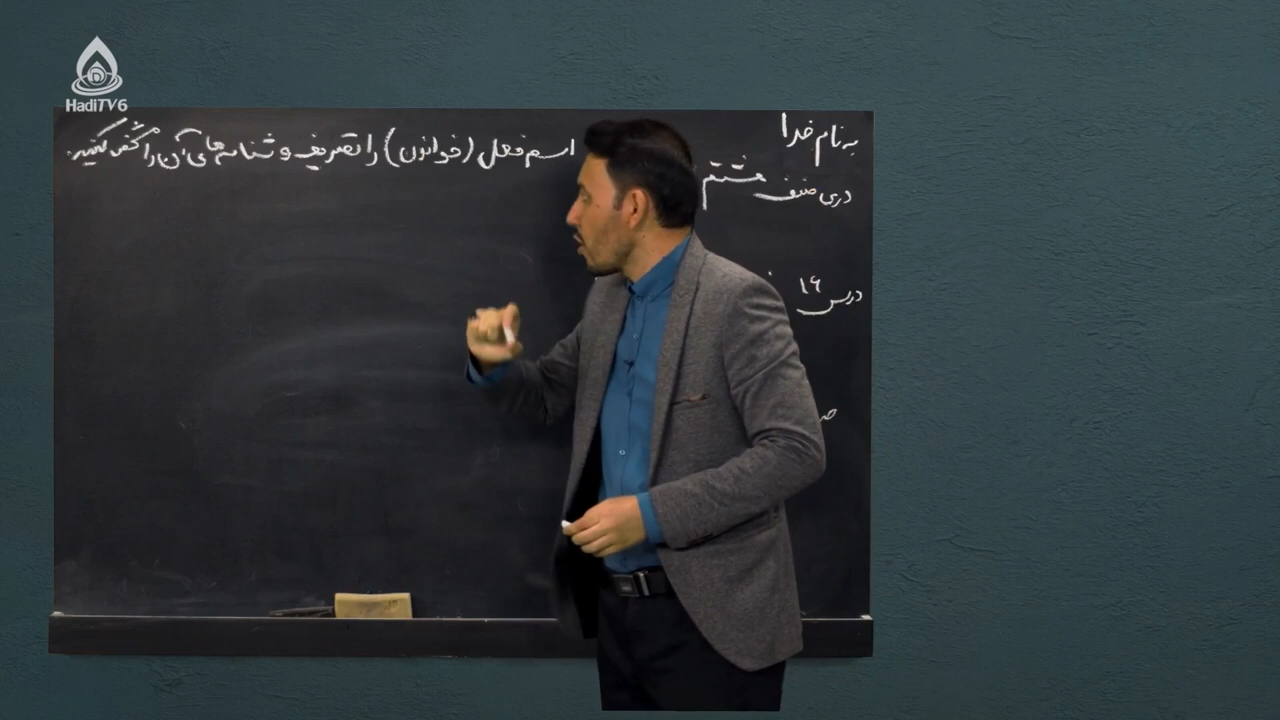 HadiTV6
به نام خدا
دری صنف هشتم
درس ۱۶
اسم فعل (خواندن) را تصریف و شناسه های آن را مشخص کنید.